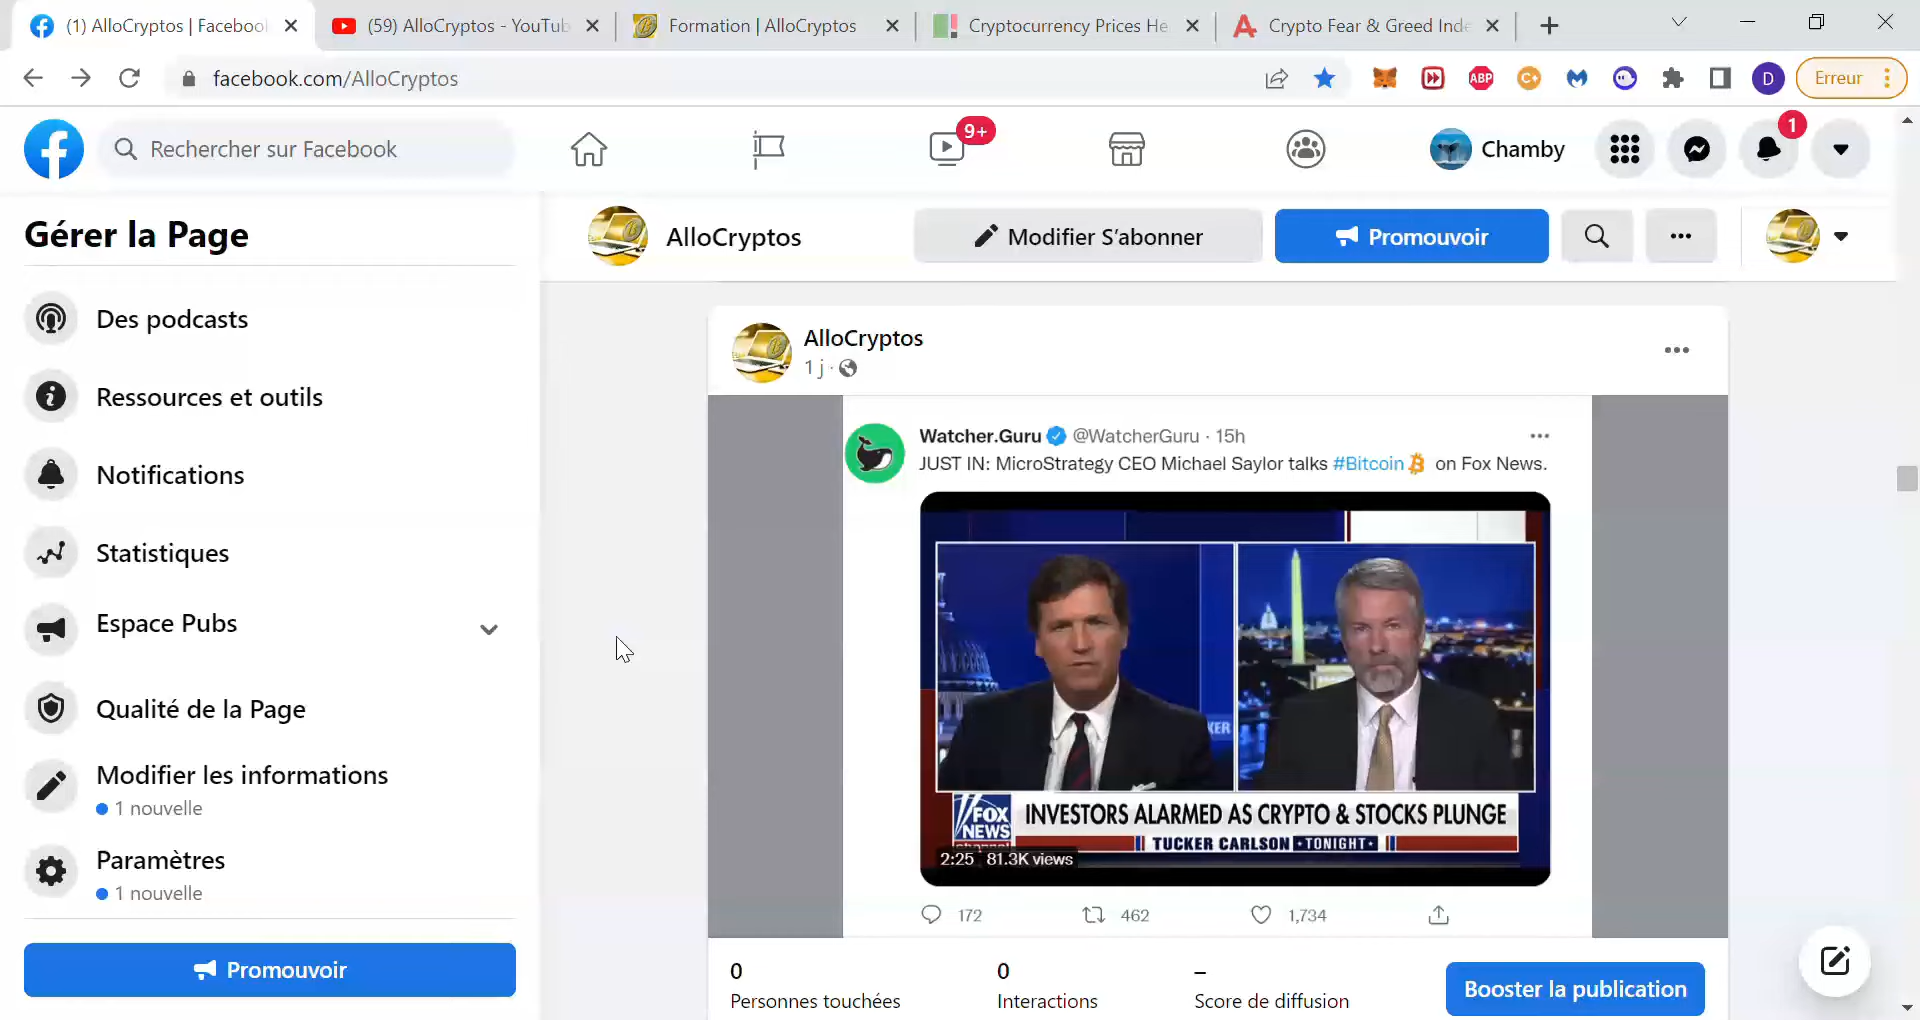 (1) AlloCryptos | Facebool
(59) AlloCryptos - YouTub
Formation | AlloCryptos
Cryptocurrency Prices He
Crypto Fear & Greed Inde
facebook.com/AlloCryptos
ABP
C+
D
Erreur
Rechercher sur Facebook
9+
Chamby
1
Gérer la Page
AlloCryptos
Modifier S'abonner
Promouvoir
Des podcasts
Ressources et outils
Notifications
Statistiques
Espace Pubs
Qualité de la Page
Modifier les informations
1 nouvelle
Paramètres
1 nouvelle
Promouvoir
AlloCryptos
1 j ·
Watcher.Guru @WatcherGuru · 15h
JUST IN: MicroStrategy CEO Michael Saylor talks #Bitcoin on Fox News.
KER
FOX
NEWS
channel
INVESTORS ALARMED AS CRYPTO & STOCKS PLUNGE
TUCKER CARLSON TONIGHT
2:25 81.3K views
172
462
1,734
0
Personnes touchées
0
Interactions
–
Score de diffusion
Booster la publication